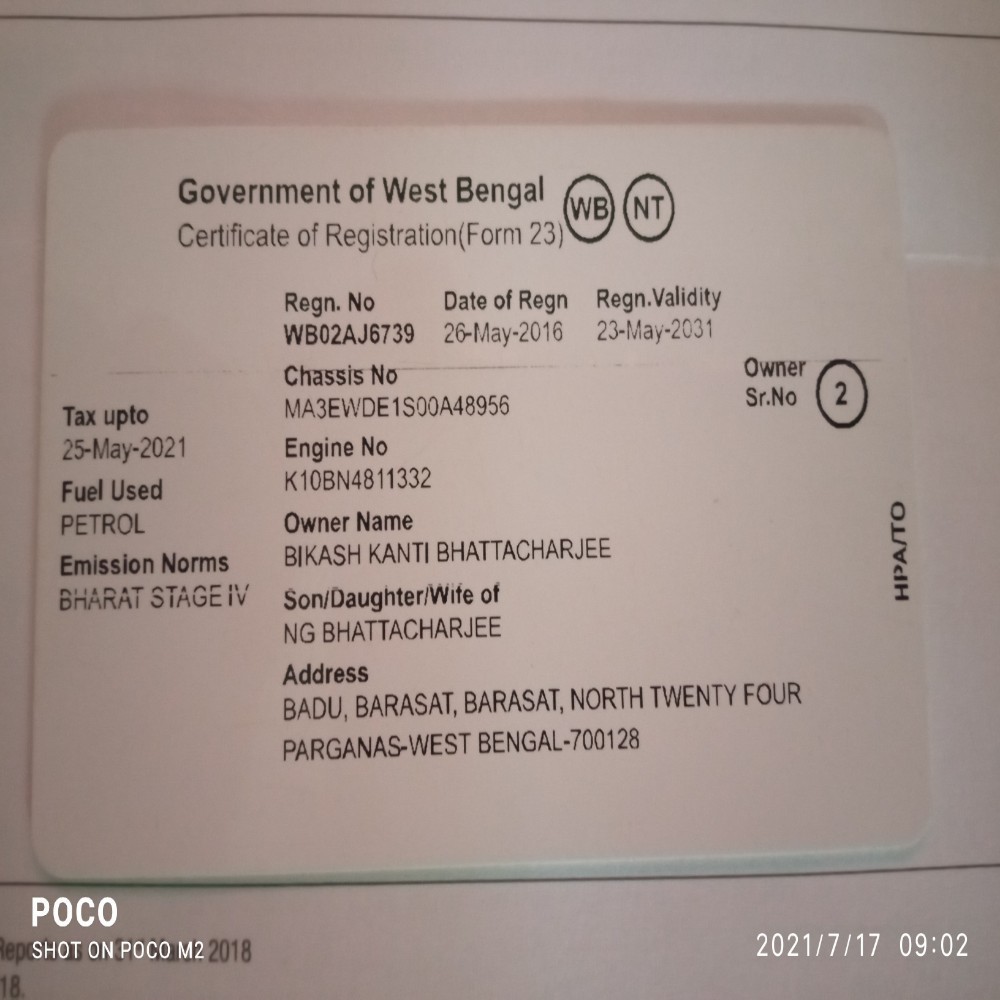 Government of West Bengal WB NT
Certificate of Registration(Form 23)
Regn. No Date of Regn Regn.Validity
WB02AJ6739 26-May-2016 23-May-2031
Chassis No
MA3EWDE1S00A48956
Owner
Sr.No 2
Tax upto
25-May-2021
Engine No
K10BN4811332
Fuel Used
PETROL
Owner Name
BIKASH KANTI BHATTACHARJEE
Emission Norms
BHARAT STAGE IV
Son/Daughter/Wife of
NG BHATTACHARJEE
HPA/TO
Address
BADU, BARASAT, BARASAT, NORTH TWENTY FOUR
PARGANAS-WEST BENGAL-700128
POCO
SHOT ON POCO M2
2018
18.
2021/7/17 09:02